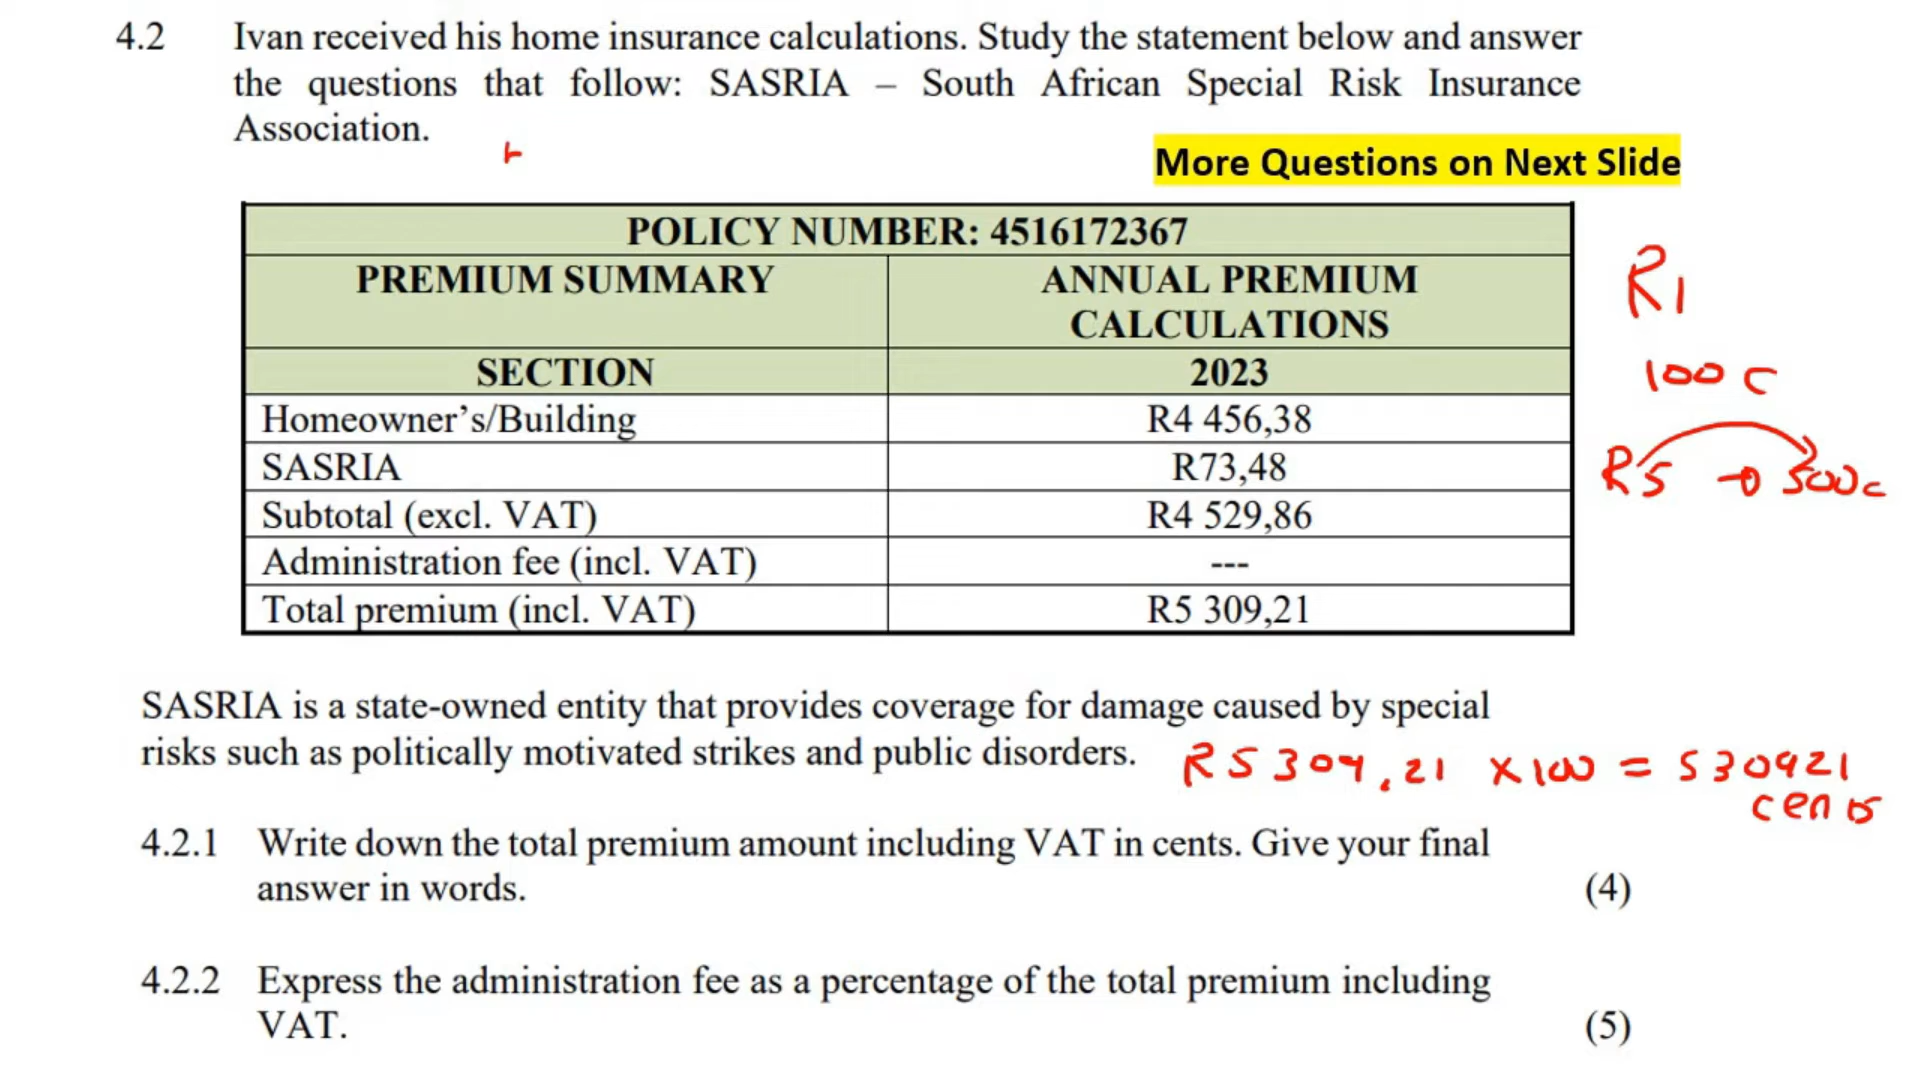 4.2 Ivan received his home insurance calculations. Study the statement below and answer
the questions that follow: SASRIA – South African Special Risk Insurance
Association.
More Questions on Next Slide
POLICY NUMBER: 4516172367
PREMIUM SUMMARY ANNUAL PREMIUM
CALCULATIONS
SECTION 2023
Homeowner’s/Building R4 456,38
SASRIA R73,48
Subtotal (excl. VAT) R4 529,86
Administration fee (incl. VAT) ---
Total premium (incl. VAT) R5 309,21
R1
100 c
R5 → 500c
SASRIA is a state-owned entity that provides coverage for damage caused by special
risks such as politically motivated strikes and public disorders.
R5309.21 x100 = 530921
cents
4.2.1 Write down the total premium amount including VAT in cents. Give your final
answer in words. (4)
4.2.2 Express the administration fee as a percentage of the total premium including
VAT. (5)